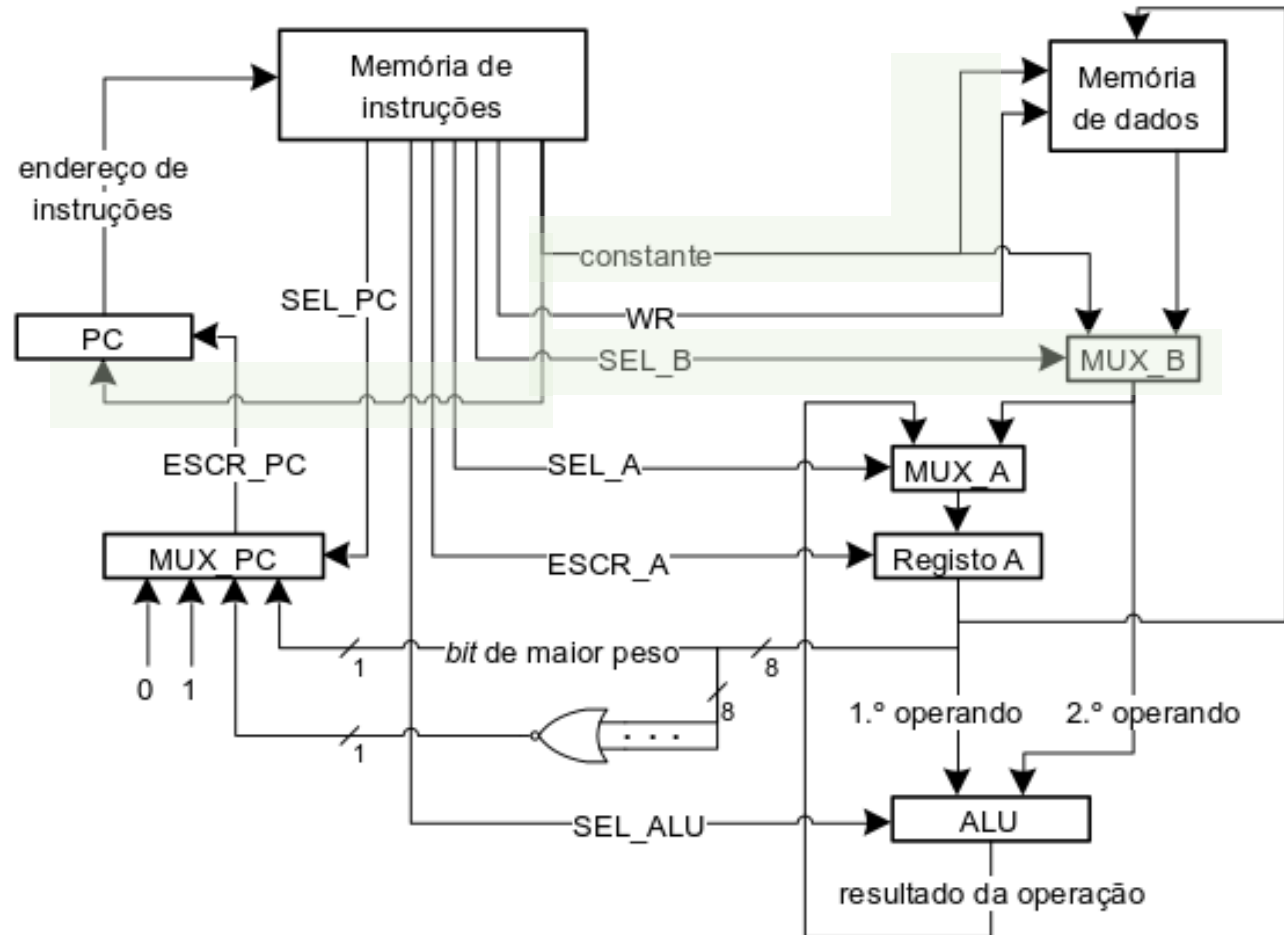 Memória de
instruções
Memória
de dados
endereço de
instruções
constante
SEL_PC
WR
PC
SEL_B
MUX_B
ESCR_PC
SEL_A
MUX_A
MUX_PC
ESCR_A
Registo A
bit de maior peso
1
8
0 1
8
1.º operando
2.º operando
1
SEL_ALU
ALU
resultado da operação